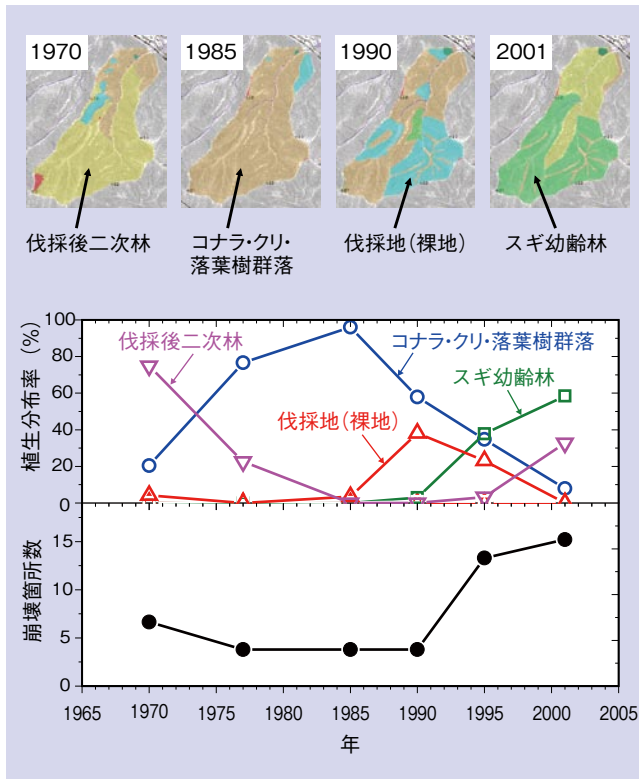 1970
1985
1990
2001
伐採後二次林
コナラ・クリ・
落葉樹群落
伐採地(裸地)
スギ幼齢林
植生分布率 (%)
100
80
60
40
20
0
伐採後二次林
コナラ・クリ・落葉樹群落
スギ幼齢林
伐採地(裸地)
崩壊箇所数
15
10
5
0
1965
1970
1975
1980
1985
1990
1995
2000
2005
年